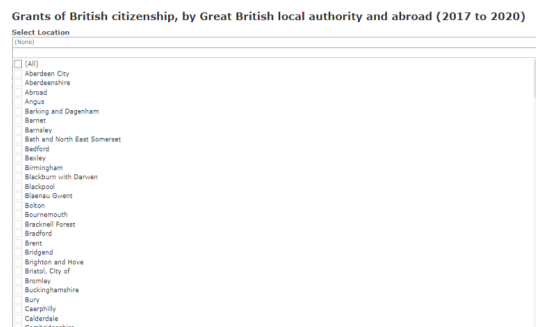 Grants of British citizenship, by Great British local authority and abroad (2017 to 2020)
Select Location
(None)
(All)
Aberdeen City
Aberdeenshire
Abroad
Angus
Barking and Dagenham
Barnet
Barnsley
Bath and North East Somerset
Bedford
Bexley
Birmingham
Blackburn with Darwen
Blackpool
Blaenau Gwent
Bolton
Bournemouth
Bracknell Forest
Bradford
Brent
Bridgend
Brighton and Hove
Bristol, City of
Bromley
Buckinghamshire
Bury
Caerphilly
Calderdale